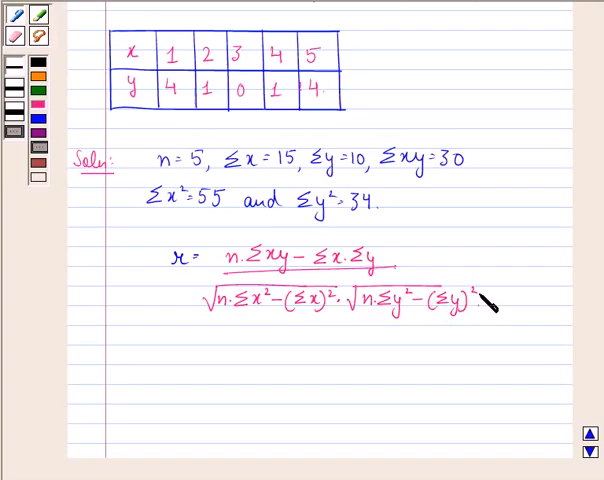 x 1 2 3 4 5
y 4 1 0 1 4
Soln: n = 5, Σx = 15, Σy = 10, Σxy = 30
Σx² = 55 and Σy² = 34.
r = n·Σxy − Σx·Σy
√n·Σx² − (Σx)² · √n·Σy² − (Σy)²